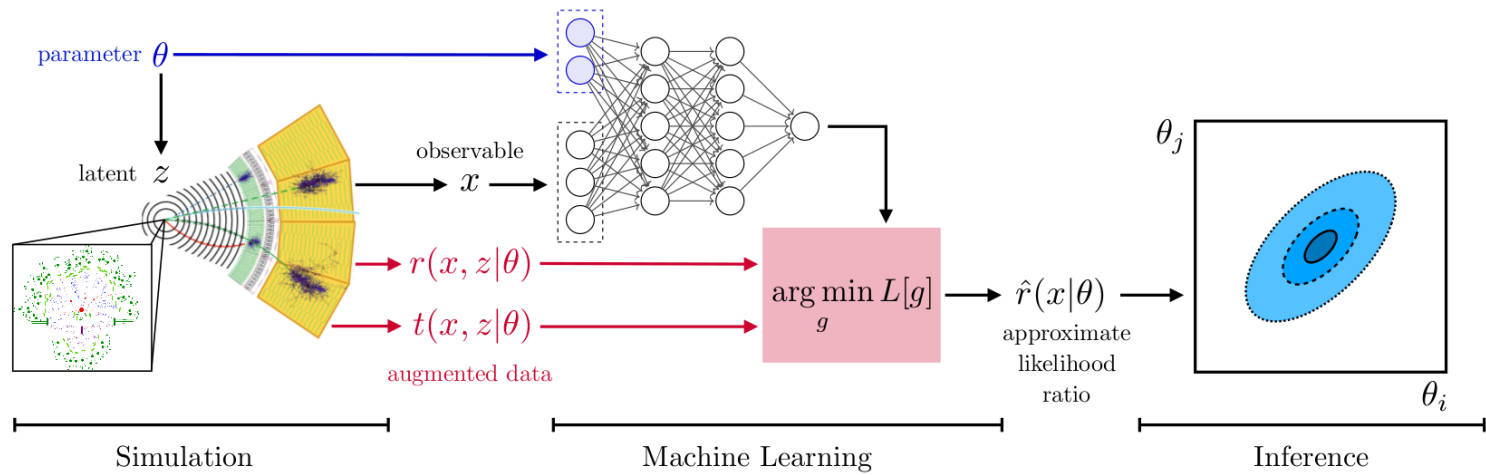 parameter θ
latent z
observable
x
r(x, z|θ)
t(x, z|θ)
augmented data
arg min L[g]
g
r̂(x|θ)
approximate
likelihood
ratio
θj
θi
Simulation
Machine Learning
Inference